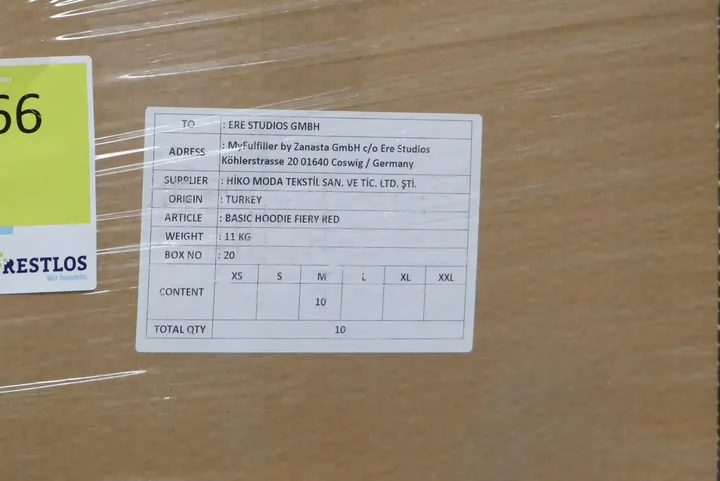 66
RESTLOS
Wir handeln.
TO : ERE STUDIOS GMBH
ADRESS : MyFulfiller by Zanasta GmbH c/o Ere Studios
Köhlerstrasse 20 01640 Coswig / Germany
SUPPLIER : HİKO MODA TEKSTİL SAN. VE TİC. LTD. ŞTİ.
ORIGIN : TURKEY
ARTICLE : BASIC HOODIE FIERY RED
WEIGHT : 11 KG
BOX NO : 20
XS S M L XL XXL
CONTENT 10
TOTAL QTY 10